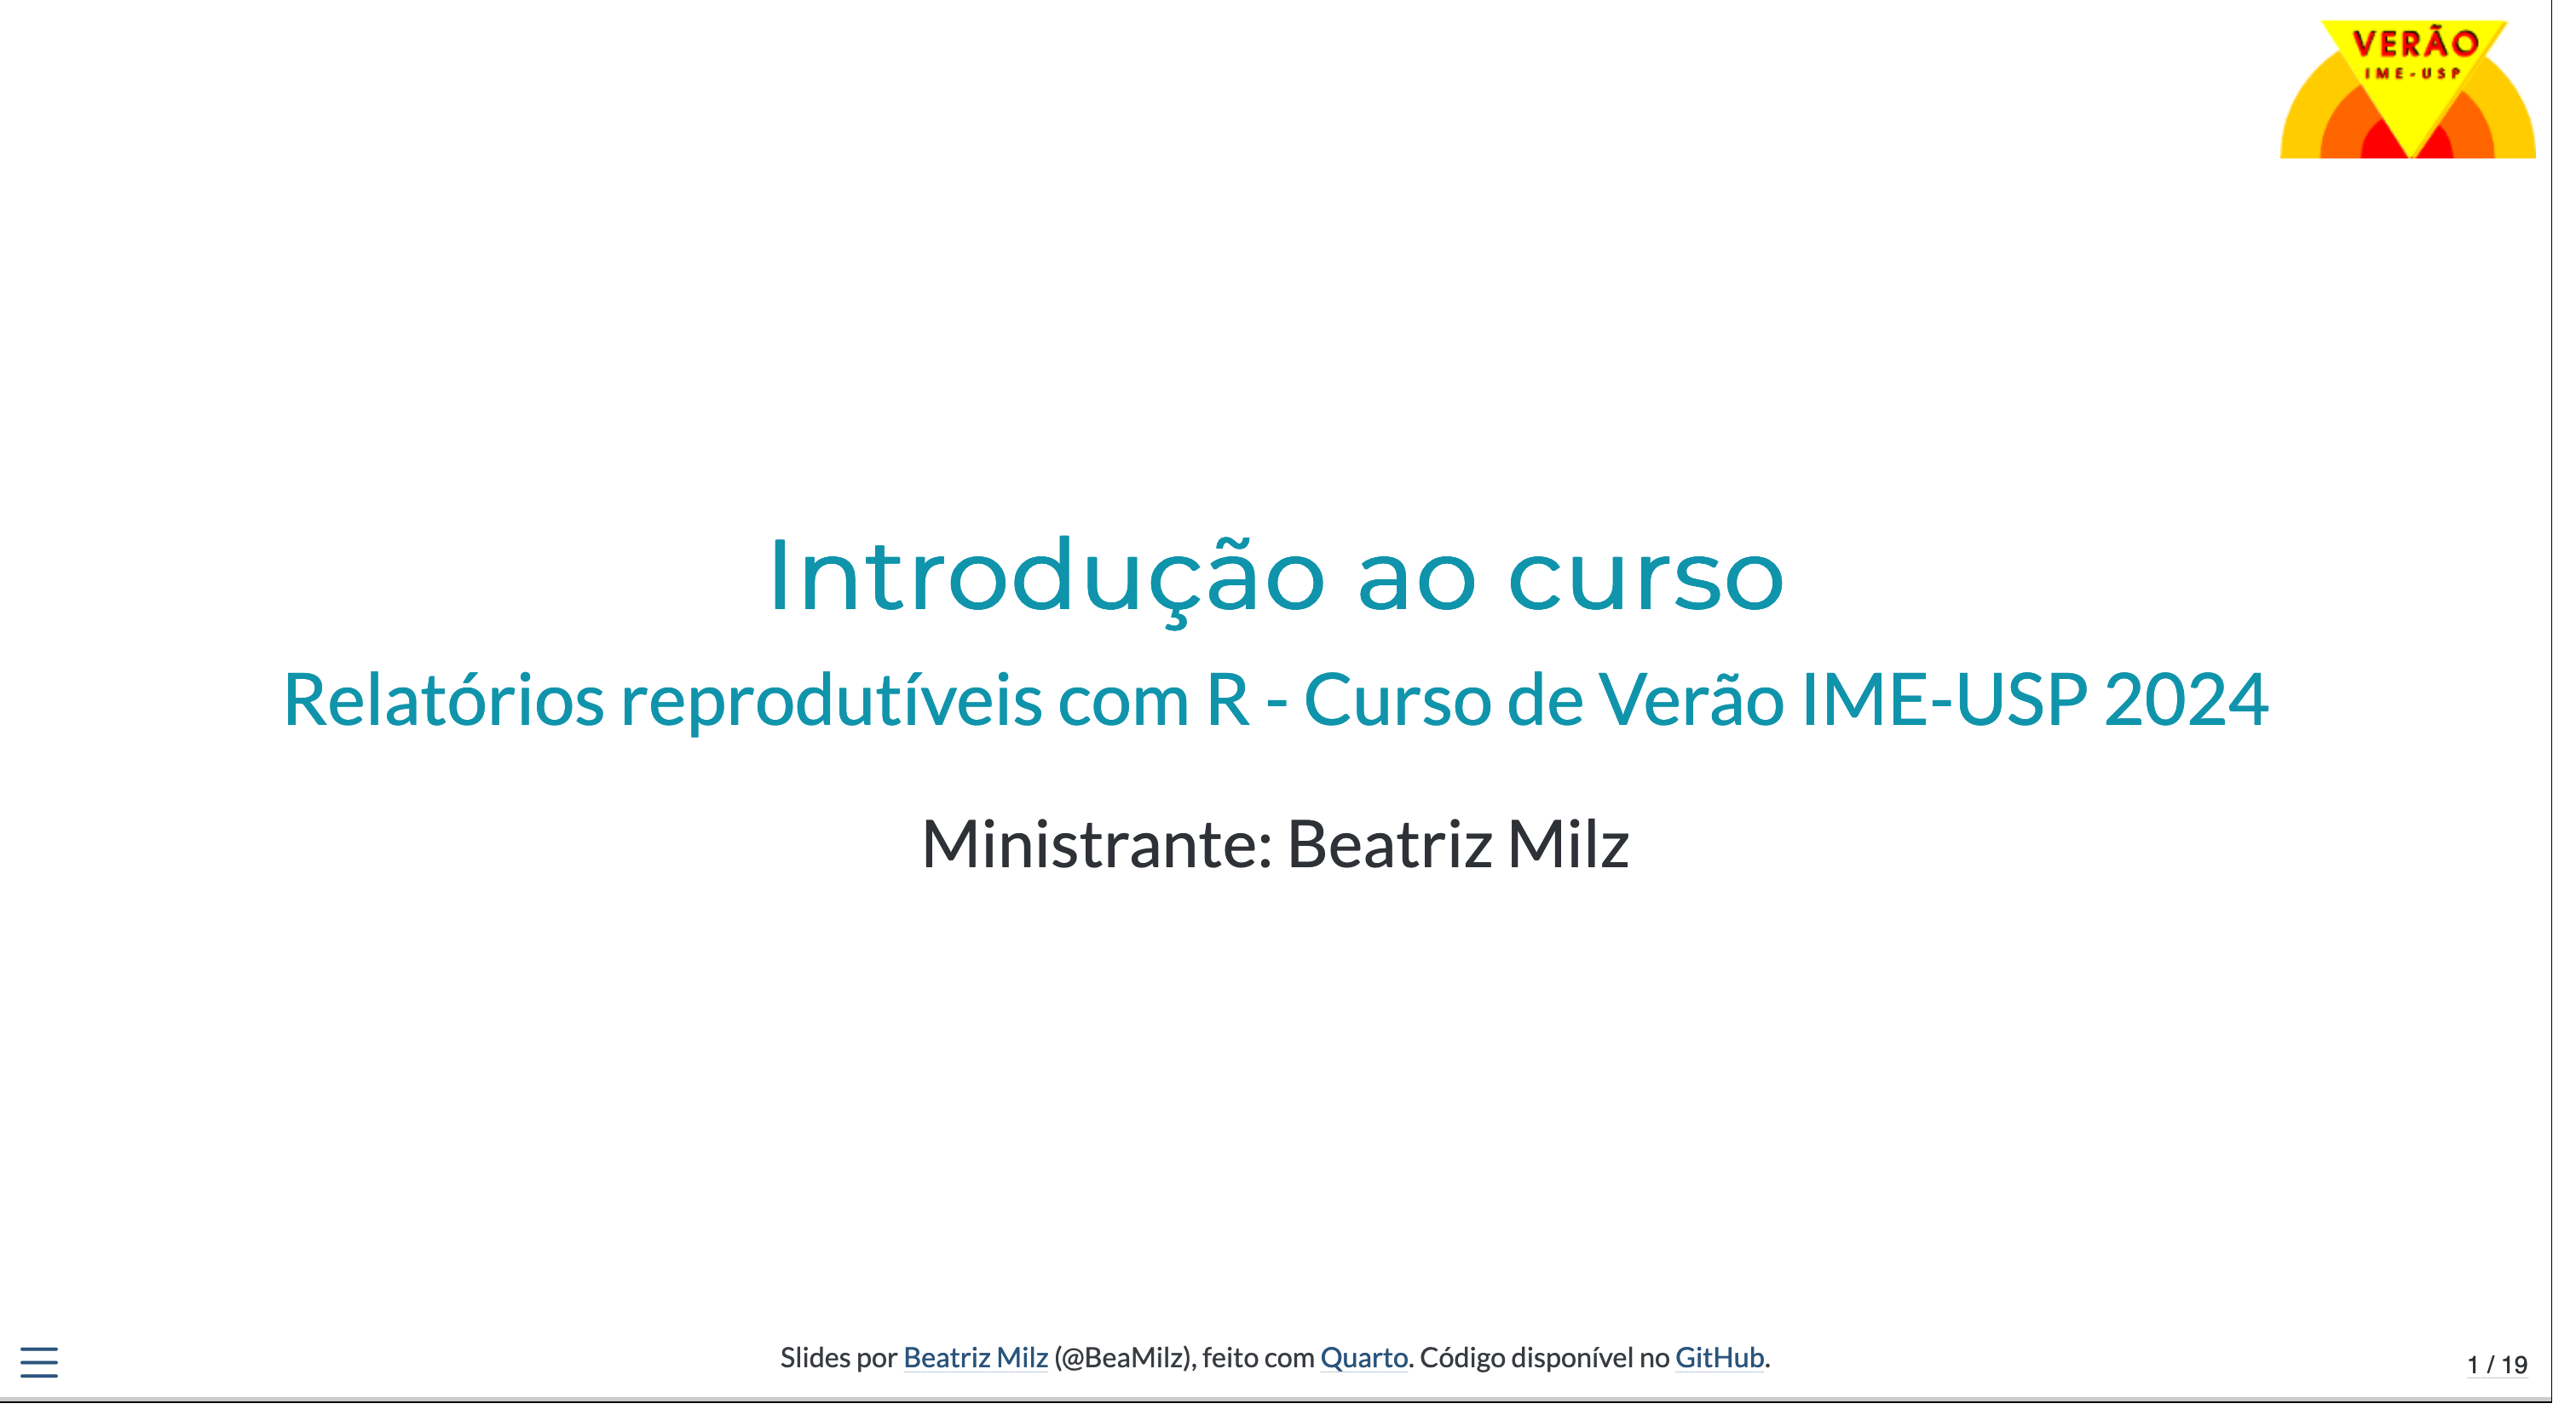 VERÃO
IME-USP
Introdução ao curso
Relatórios reprodutíveis com R - Curso de Verão IME-USP 2024
Ministrante: Beatriz Milz
Slides por Beatriz Milz (@BeaMilz), feito com Quarto. Código disponível no GitHub.
1 / 19